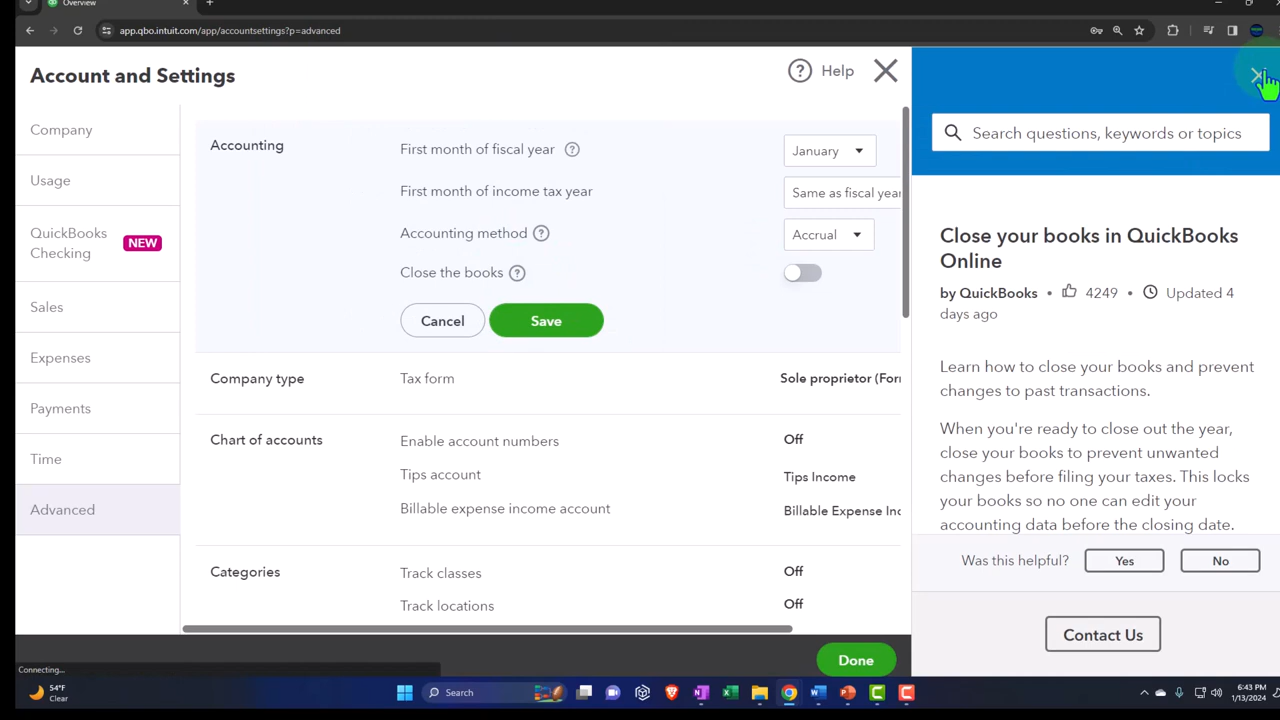 Overview
app.qbo.intuit.com/app/accountsettings?p=advanced
Account and Settings
Help
Company
Usage
QuickBooks
Checking
NEW
Sales
Expenses
Payments
Time
Advanced
Accounting
First month of fiscal year
January
First month of income tax year
Same as fiscal year
Accounting method
Accrual
Close the books
Cancel
Save
Company type
Tax form
Sole proprietor (For
Chart of accounts
Enable account numbers
Off
Tips account
Tips Income
Billable expense income account
Billable Expense Inc
Categories
Track classes
Off
Track locations
Off
Done
Search questions, keywords or topics
Close your books in QuickBooks
Online
by QuickBooks • 4249 • Updated 4
days ago
Learn how to close your books and prevent
changes to past transactions.
When you're ready to close out the year,
close your books to prevent unwanted
changes before filing your taxes. This locks
your books so no one can edit your
accounting data before the closing date.
Was this helpful?
Yes
No
Contact Us
Connecting...
54°F
Clear
Search
6:43 PM
1/13/2024